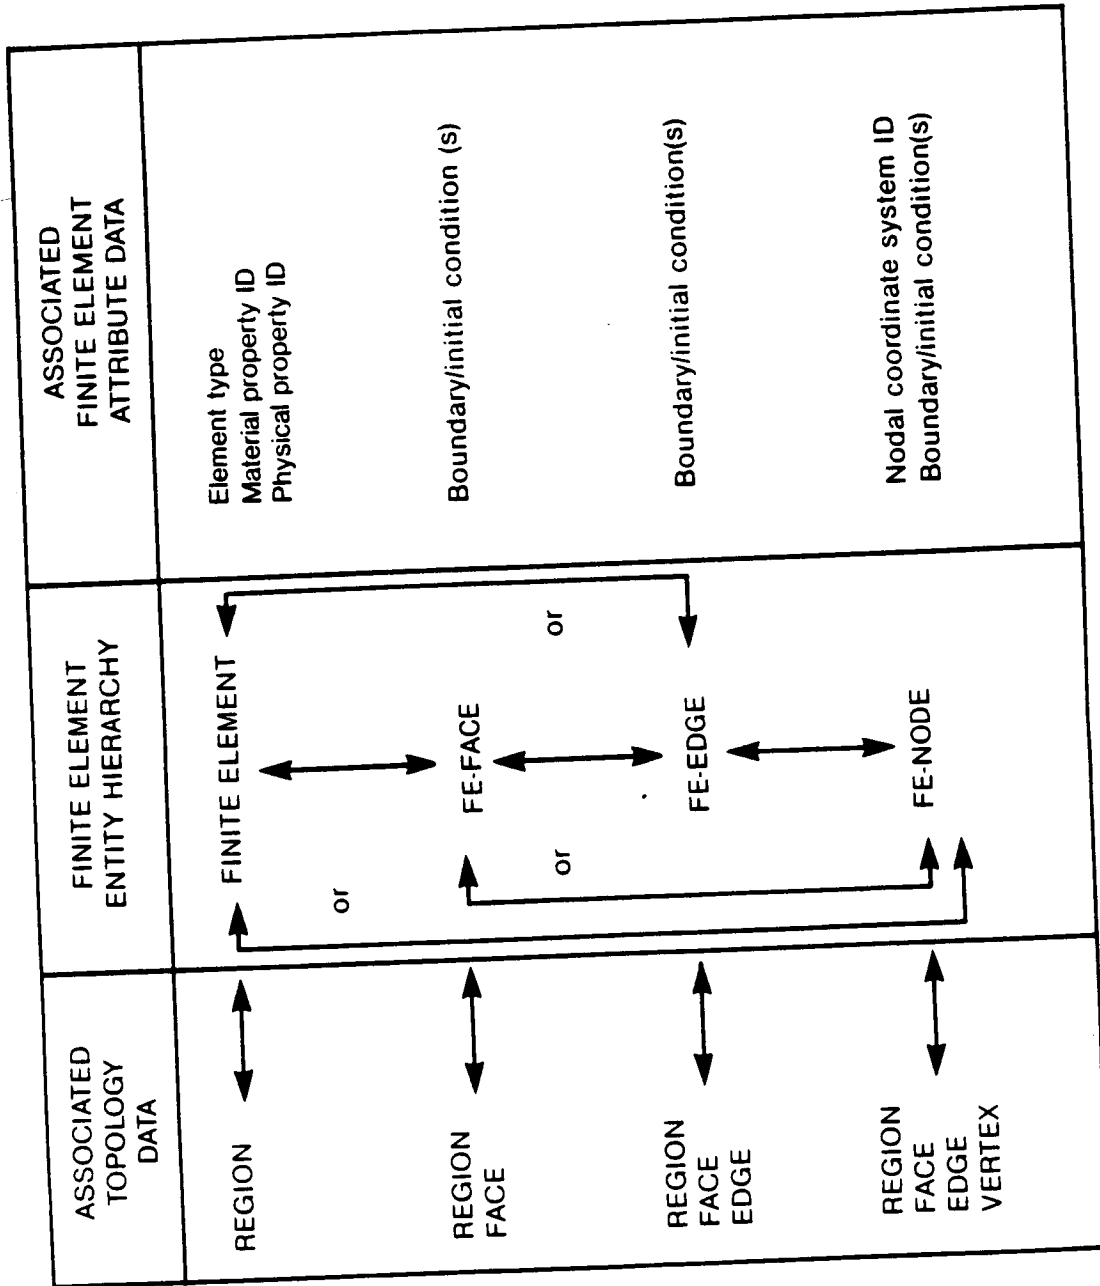 ASSOCIATED
TOPOLOGY
DATA
FINITE ELEMENT
ENTITY HIERARCHY
ASSOCIATED
FINITE ELEMENT
ATTRIBUTE DATA
REGION
FINITE ELEMENT
Element type
Material property ID
Physical property ID
or
REGION
FACE
FE-FACE
Boundary/initial condition (s)
or
or
REGION
FACE
EDGE
FE-EDGE
Boundary/initial condition(s)
REGION
FACE
EDGE
VERTEX
FE-NODE
Nodal coordinate system ID
Boundary/initial condition(s)